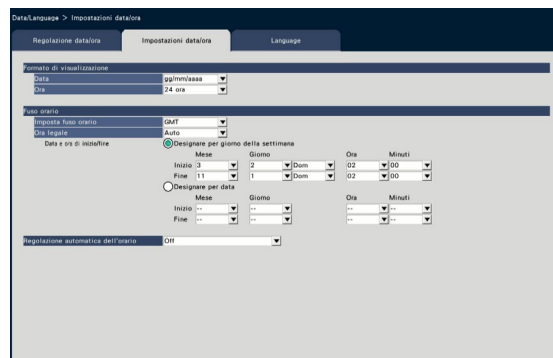 Data/Language > Impostazioni data/ora
Regolazione data/ora Impostazioni data/ora Language
Formato di visualizzazione
Data gg/mm/aaaa
Ora 24 ora
Fuso orario
Imposta fuso orario GMT
Ora legale Auto
Data e ora di inizio/fine Designare per giorno della settimana
Mese Giorno Ora Minuti
Inizio 3 2 Dom 02 00
Fine 11 1 Dom 02 00
Designare per data
Mese Giorno Ora Minuti
Inizio -- -- -- --
Fine -- -- -- --
Regolazione automatica dell'orario Off